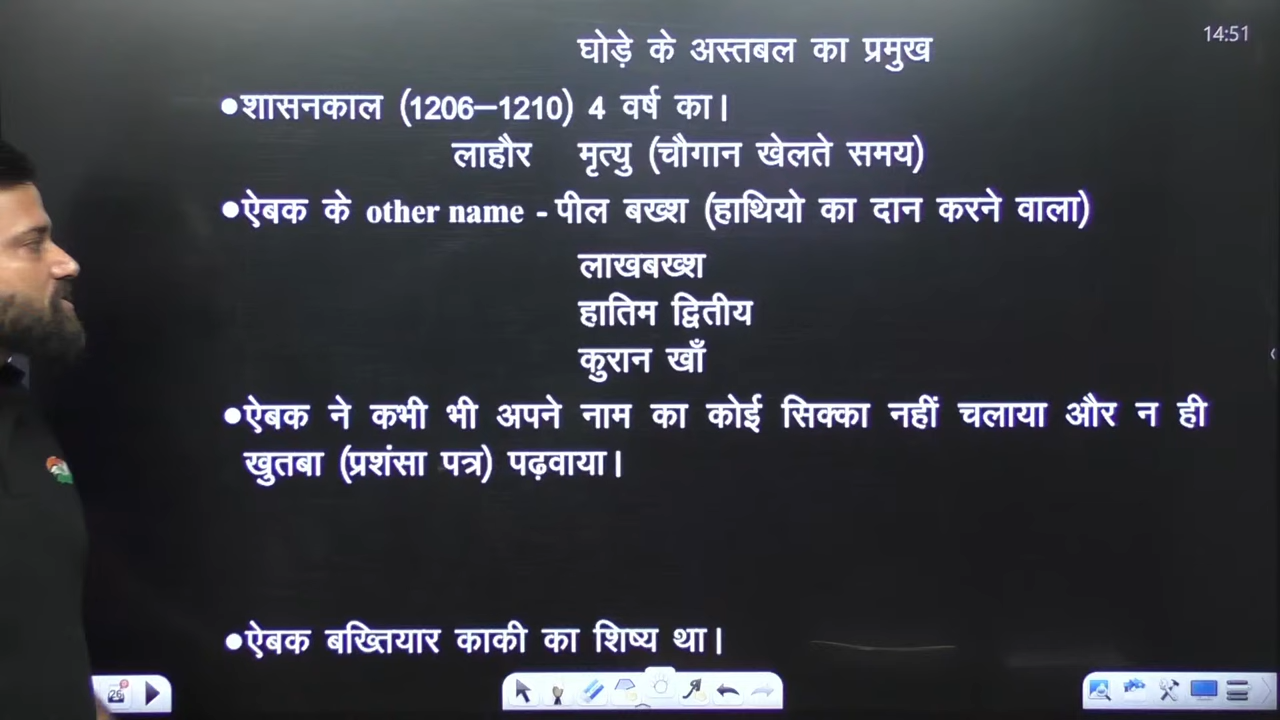 14:51
घोड़े के अस्तबल का प्रमुख
•शासनकाल (1206–1210) 4 वर्ष का।
लाहौर मृत्यु (चौगान खेलते समय)
•ऐबक के other name - पील बख्श (हाथियो का दान करने वाला)
लाखबख्श
हातिम द्वितीय
कुरान खाँ
•ऐबक ने कभी भी अपने नाम का कोई सिक्का नहीं चलाया और न ही
खुतबा (प्रशंसा पत्र) पढ़वाया।
•ऐबक बख्तियार काकी का शिष्य था।
26